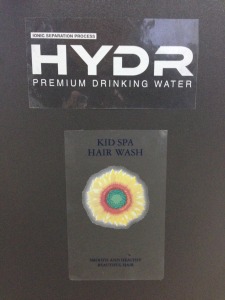 IONIC SEPARATION PROCESS
HYDR
PREMIUM DRINKING WATER
KID SPA
HAIR WASH